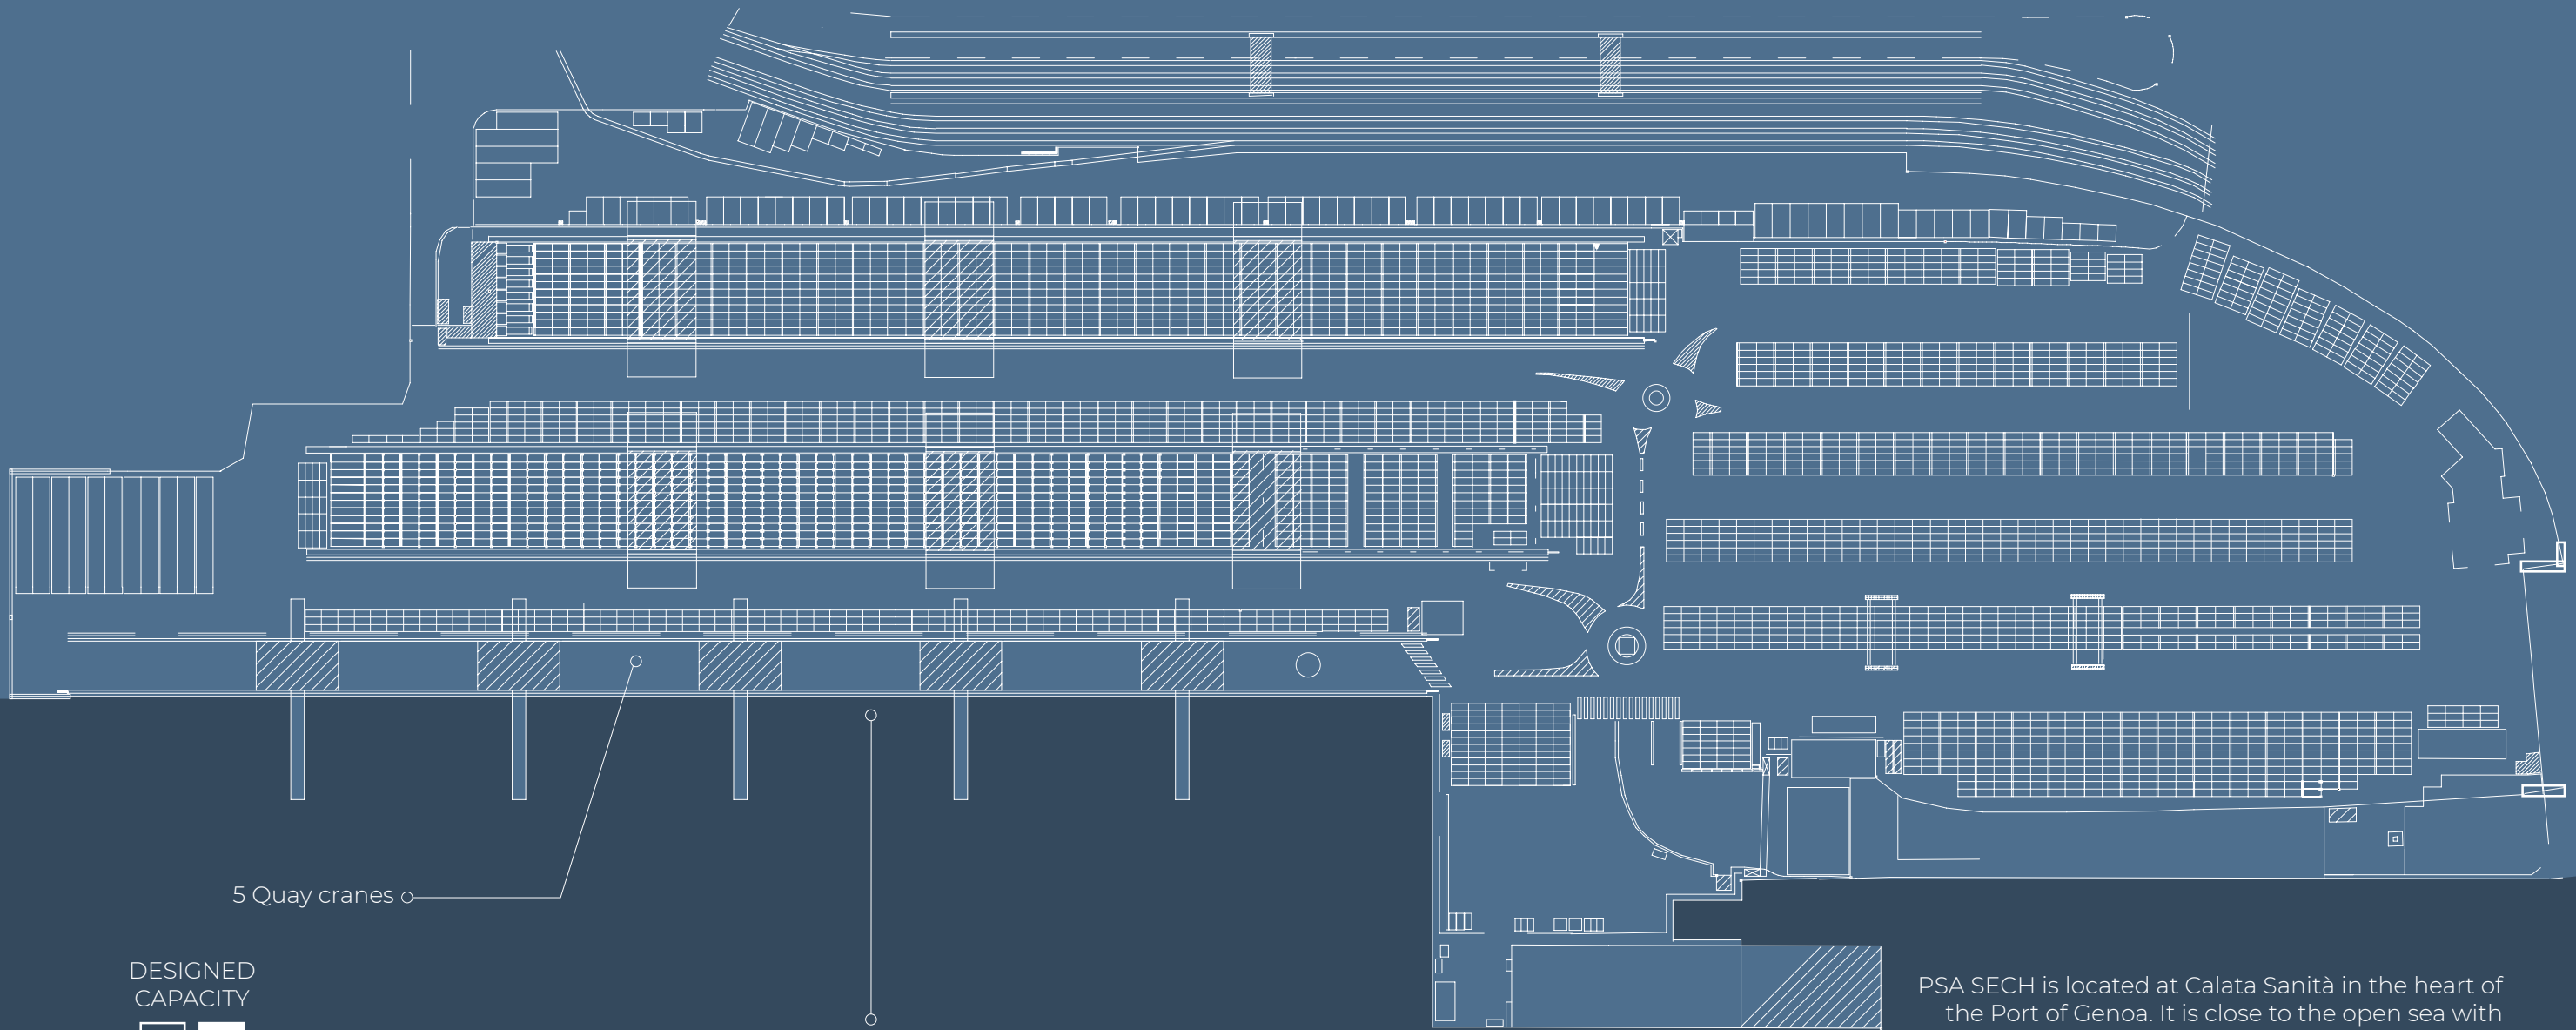 5 Quay cranes
DESIGNED
CAPACITY
PSA SECH is located at Calata Sanità in the heart of
the Port of Genoa. It is close to the open sea with